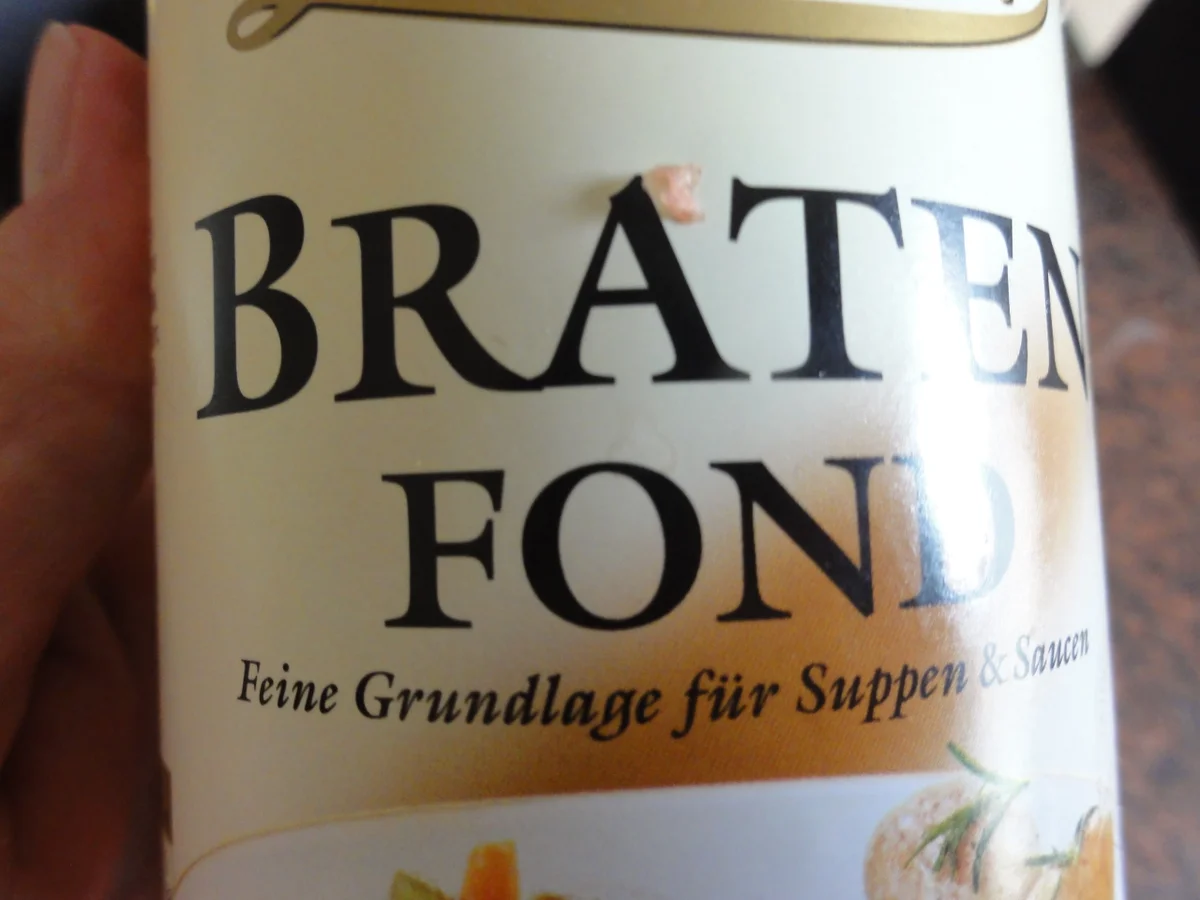 BRATEN
FOND
Feine Grundlage für Suppen & Saucen